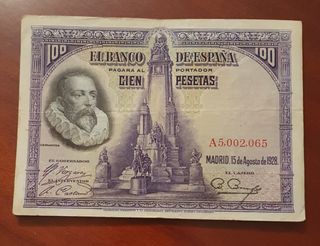 100 EL BANCO DE ESPAÑA 100
PAGARÁ AL PORTADOR
CIEN PESETAS
A5,002,065
CERVANTES
MADRID, 15 de Agosto de 1928.
EL GOBERNADOR
EL CAJERO